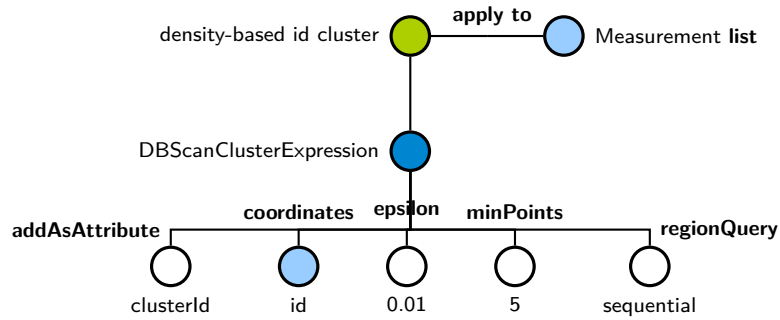 apply to
density-based id cluster
Measurement list
DBScanClusterExpression
addAsAttribute
coordinates
epsilon
minPoints
regionQuery
clusterId
id
0.01
5
sequential